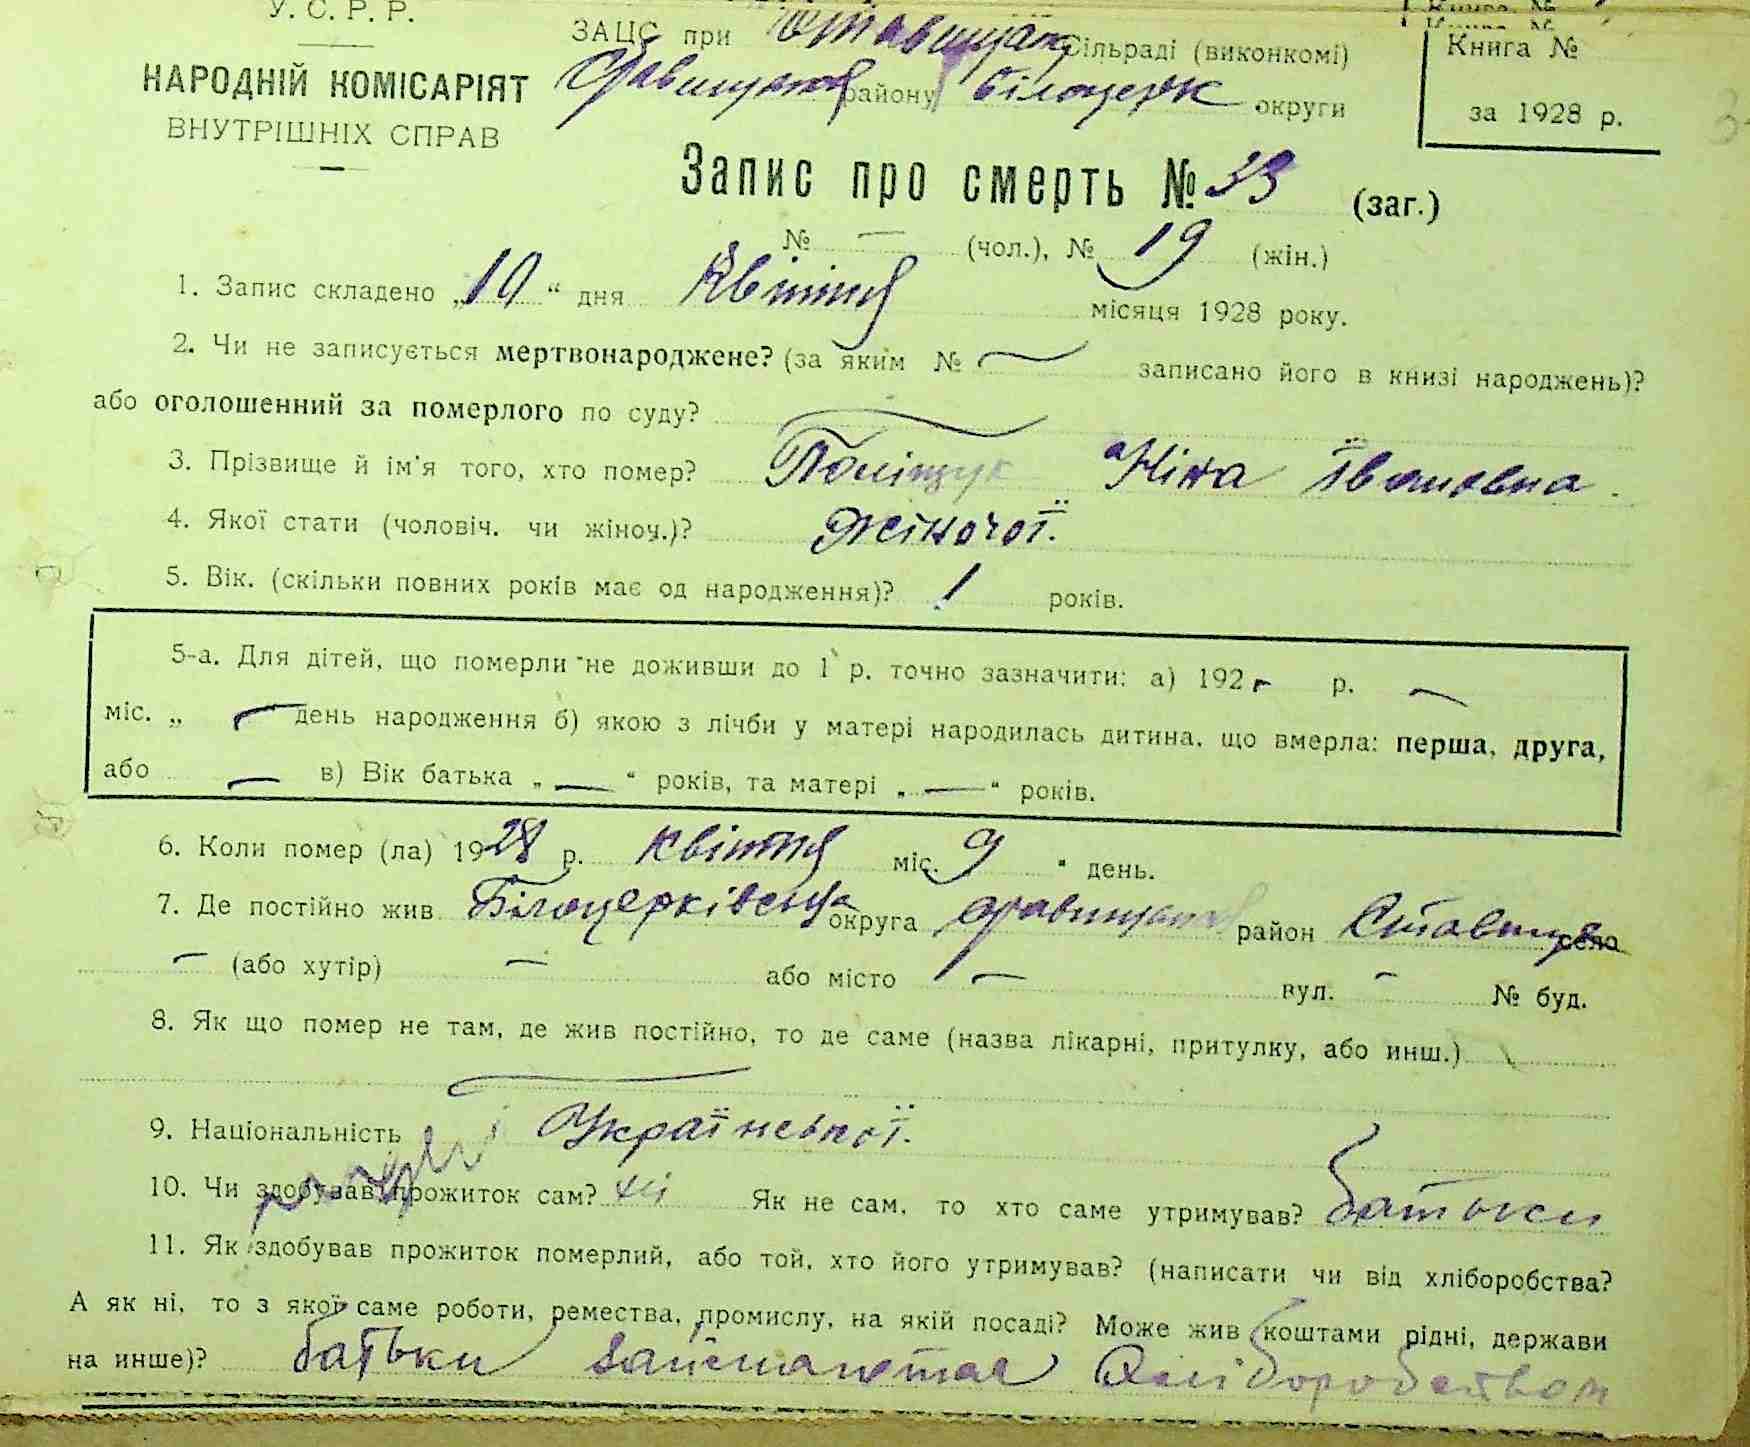 У. С. Р. Р.
НАРОДНІЙ КОМІСАРІЯТ
ВНУТРІШНІХ СПРАВ
ЗАЦС при Ставищан Сільраді (виконкомі)
Ставищан району Білоцерк округи
Книга №
за 1928 р.
Запис про смерть № 33 (заг.)
№ — (чол.), № 19 (жін.)
1. Запис складено „10“ дня Квітня місяця 1928 року.
2. Чи не записується мертвонароджене? (за яким № — записано його в книзі народжень)?
або оголошенний за померлого по суду? —
3. Прізвище й ім'я того, хто помер? Поліщук Ніна Івановна.
4. Якої стати (чоловіч. чи жіноч.)? Жіночої.
5. Вік. (скільки повних років має од народження)? 1 років.
5-а. Для дітей, що померли не доживши до 1 р. точно зазначити: а) 192- р. —
міс. „ — день народження б) якою з лічби у матері народилась дитина, що вмерла: перша, друга,
або — в) Вік батька „ — “ років, та матері „ — “ років.
6. Коли помер (ла) 1928 р. Квітня міс. 9 “ день.
7. Де постійно жив Білоцерківська округа Ставищан район Ставище село
— (або хутір) — або місто — вул. - № буд.
8. Як що помер не там, де жив постійно, то де саме (назва лікарні, притулку, або инш.)
—
9. Національність Української.
10. Чи здобував прожиток сам? ні Як не сам, то хто саме утримував? батьки
11. Як здобував прожиток померлий, або той, хто його утримував? (написати чи від хліборобства?
А як ні, то з якої саме роботи, ремества, промислу, на якій посаді? Може жив коштами рідні, держави
на инше)? батьки займаются Хліборобством